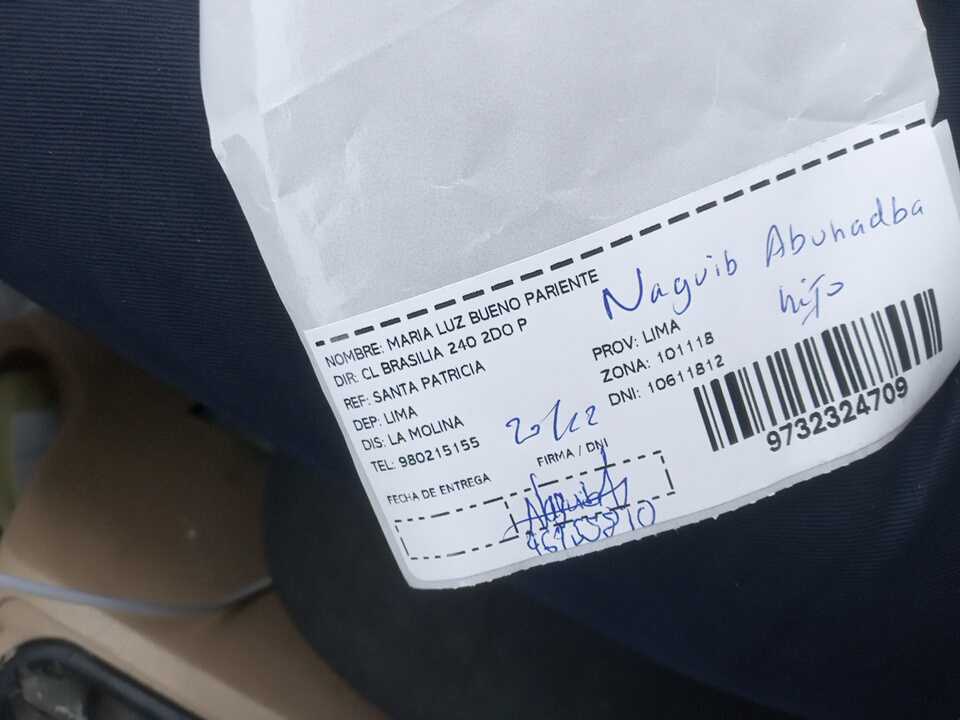 NOMBRE: MARIA LUZ BUENO PARIENTE
Naguib Abuhadba
hijo
DIR: CL BRASILIA 240 2DO P
REF: SANTA PATRICIA
PROV: LIMA
DEP: LIMA
ZONA: 101118
DIS: LA MOLINA
DNI: 10611812
TEL: 980215155
20/12
9732324709
FECHA DE ENTREGA
FIRMA / DNI